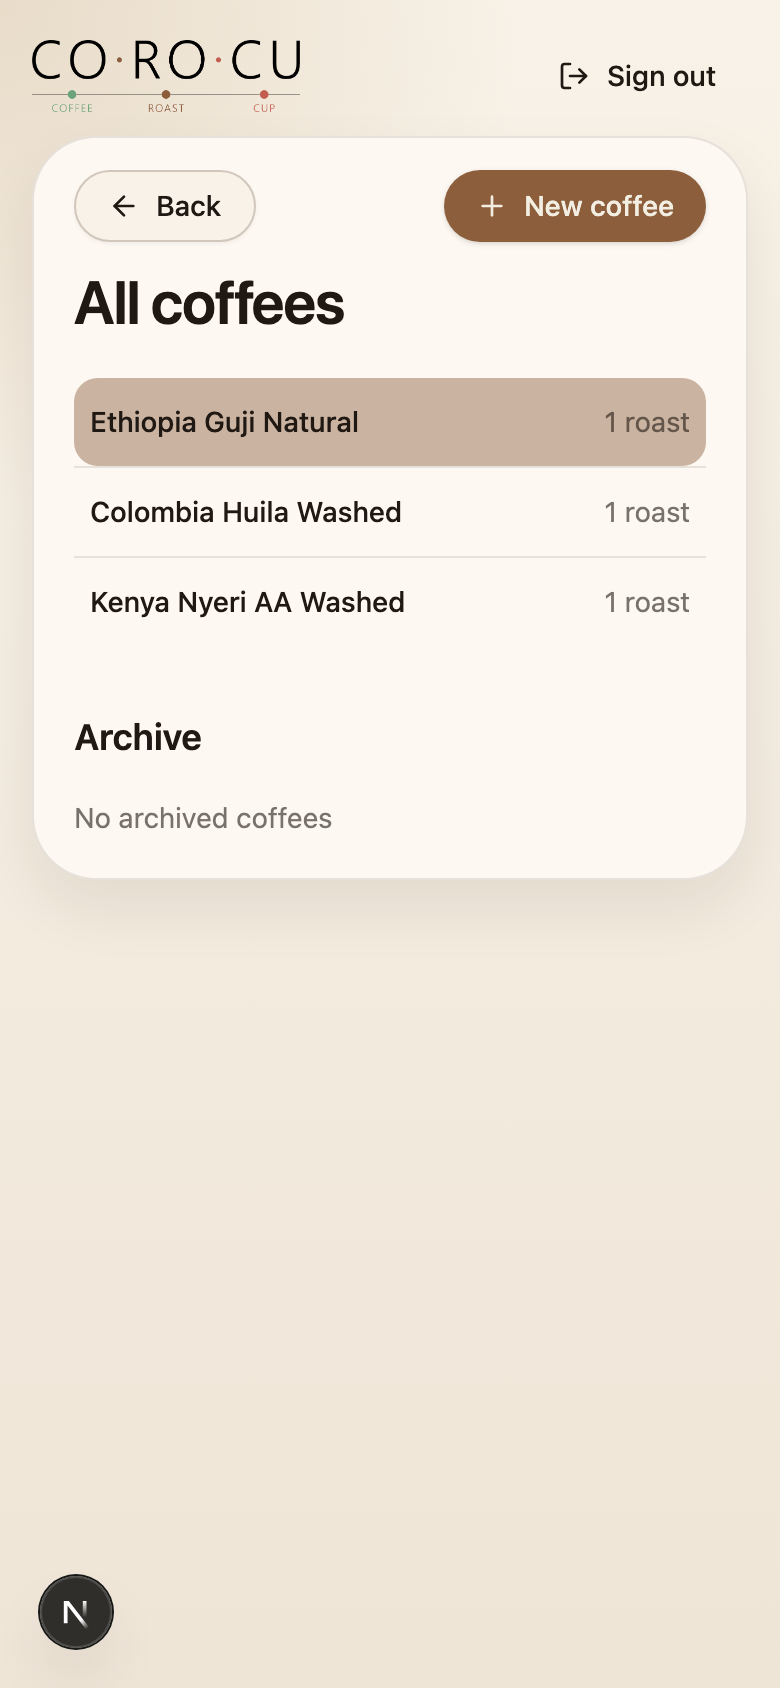 CO·RO·CU
COFFEE ROAST CUP
Sign out
Back
New coffee
All coffees
Ethiopia Guji Natural 1 roast
Colombia Huila Washed 1 roast
Kenya Nyeri AA Washed 1 roast
Archive
No archived coffees
N